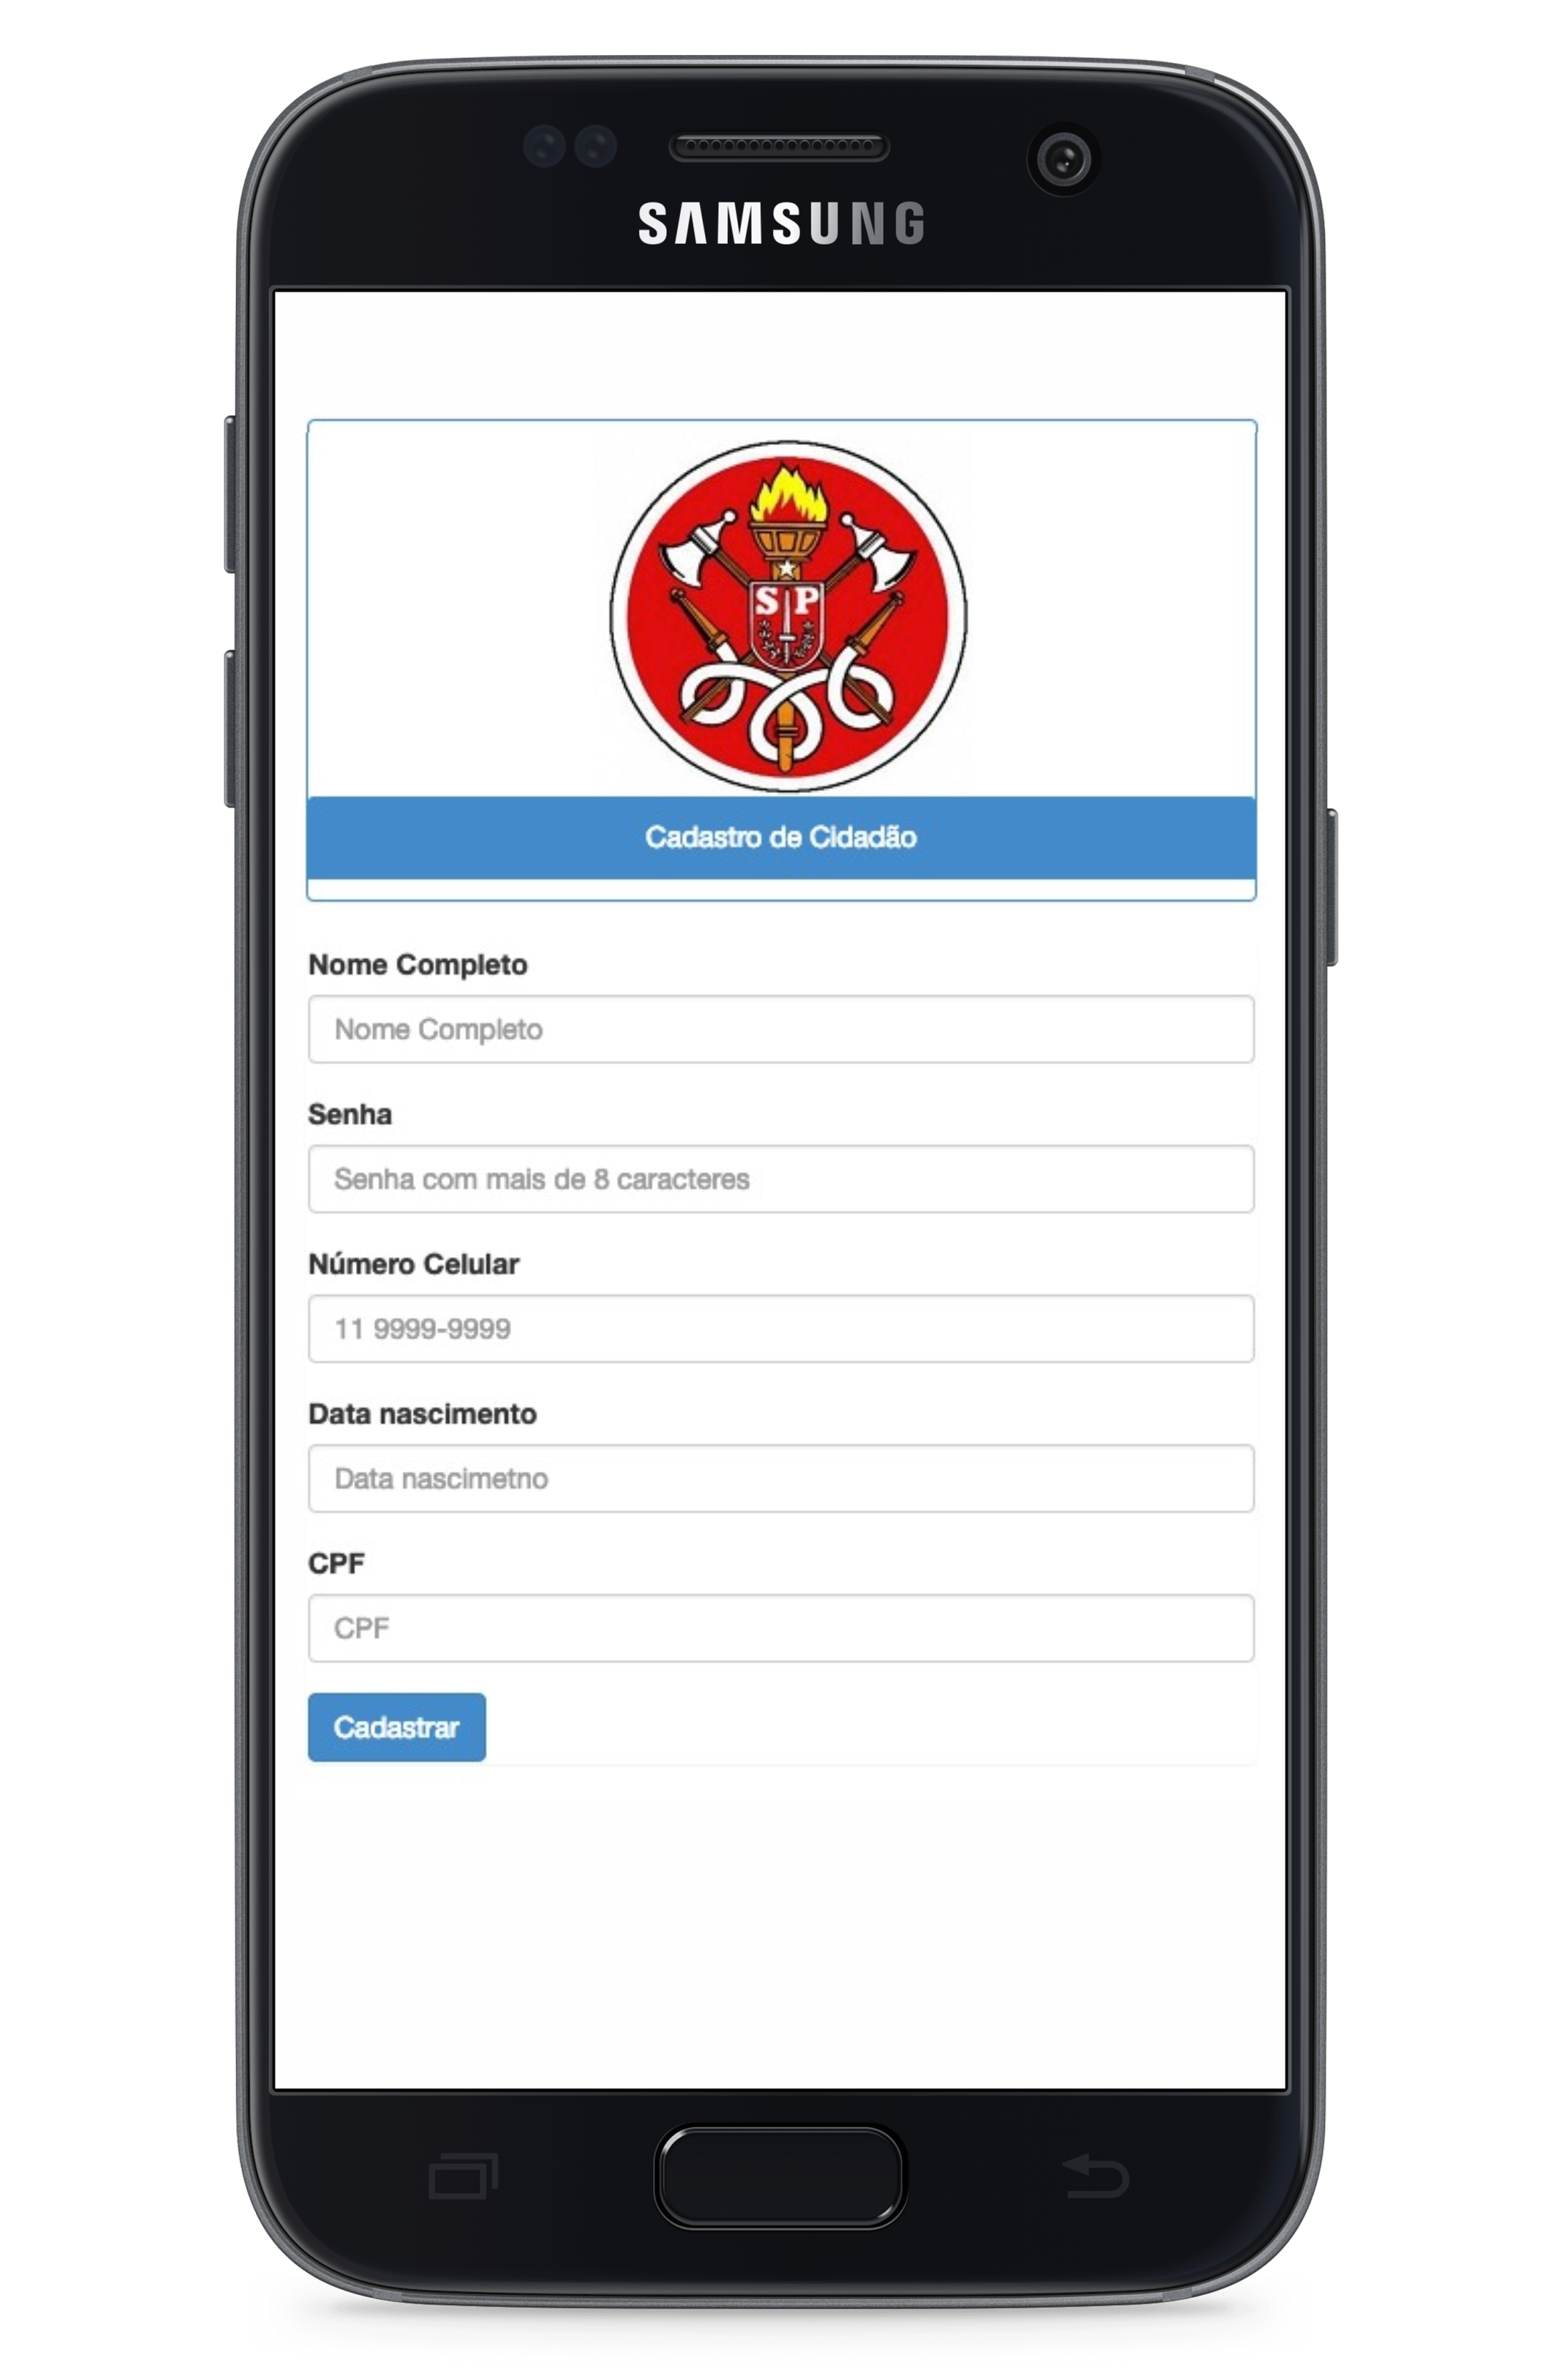 SAMSUNG
S P
Cadastro de Cidadão
Nome Completo
Nome Completo
Senha
Senha com mais de 8 caracteres
Número Celular
11 9999-9999
Data nascimento
Data nascimetno
CPF
CPF
Cadastrar